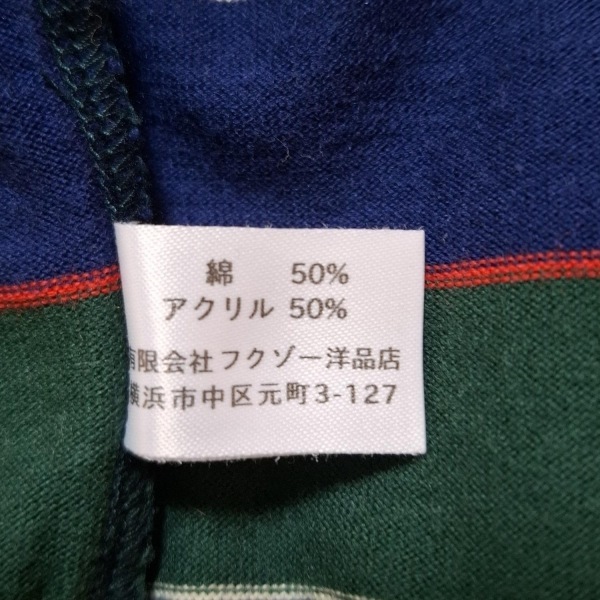 綿 50%
アクリル 50%
有限会社フクゾー洋品店
横浜市中区元町3-127